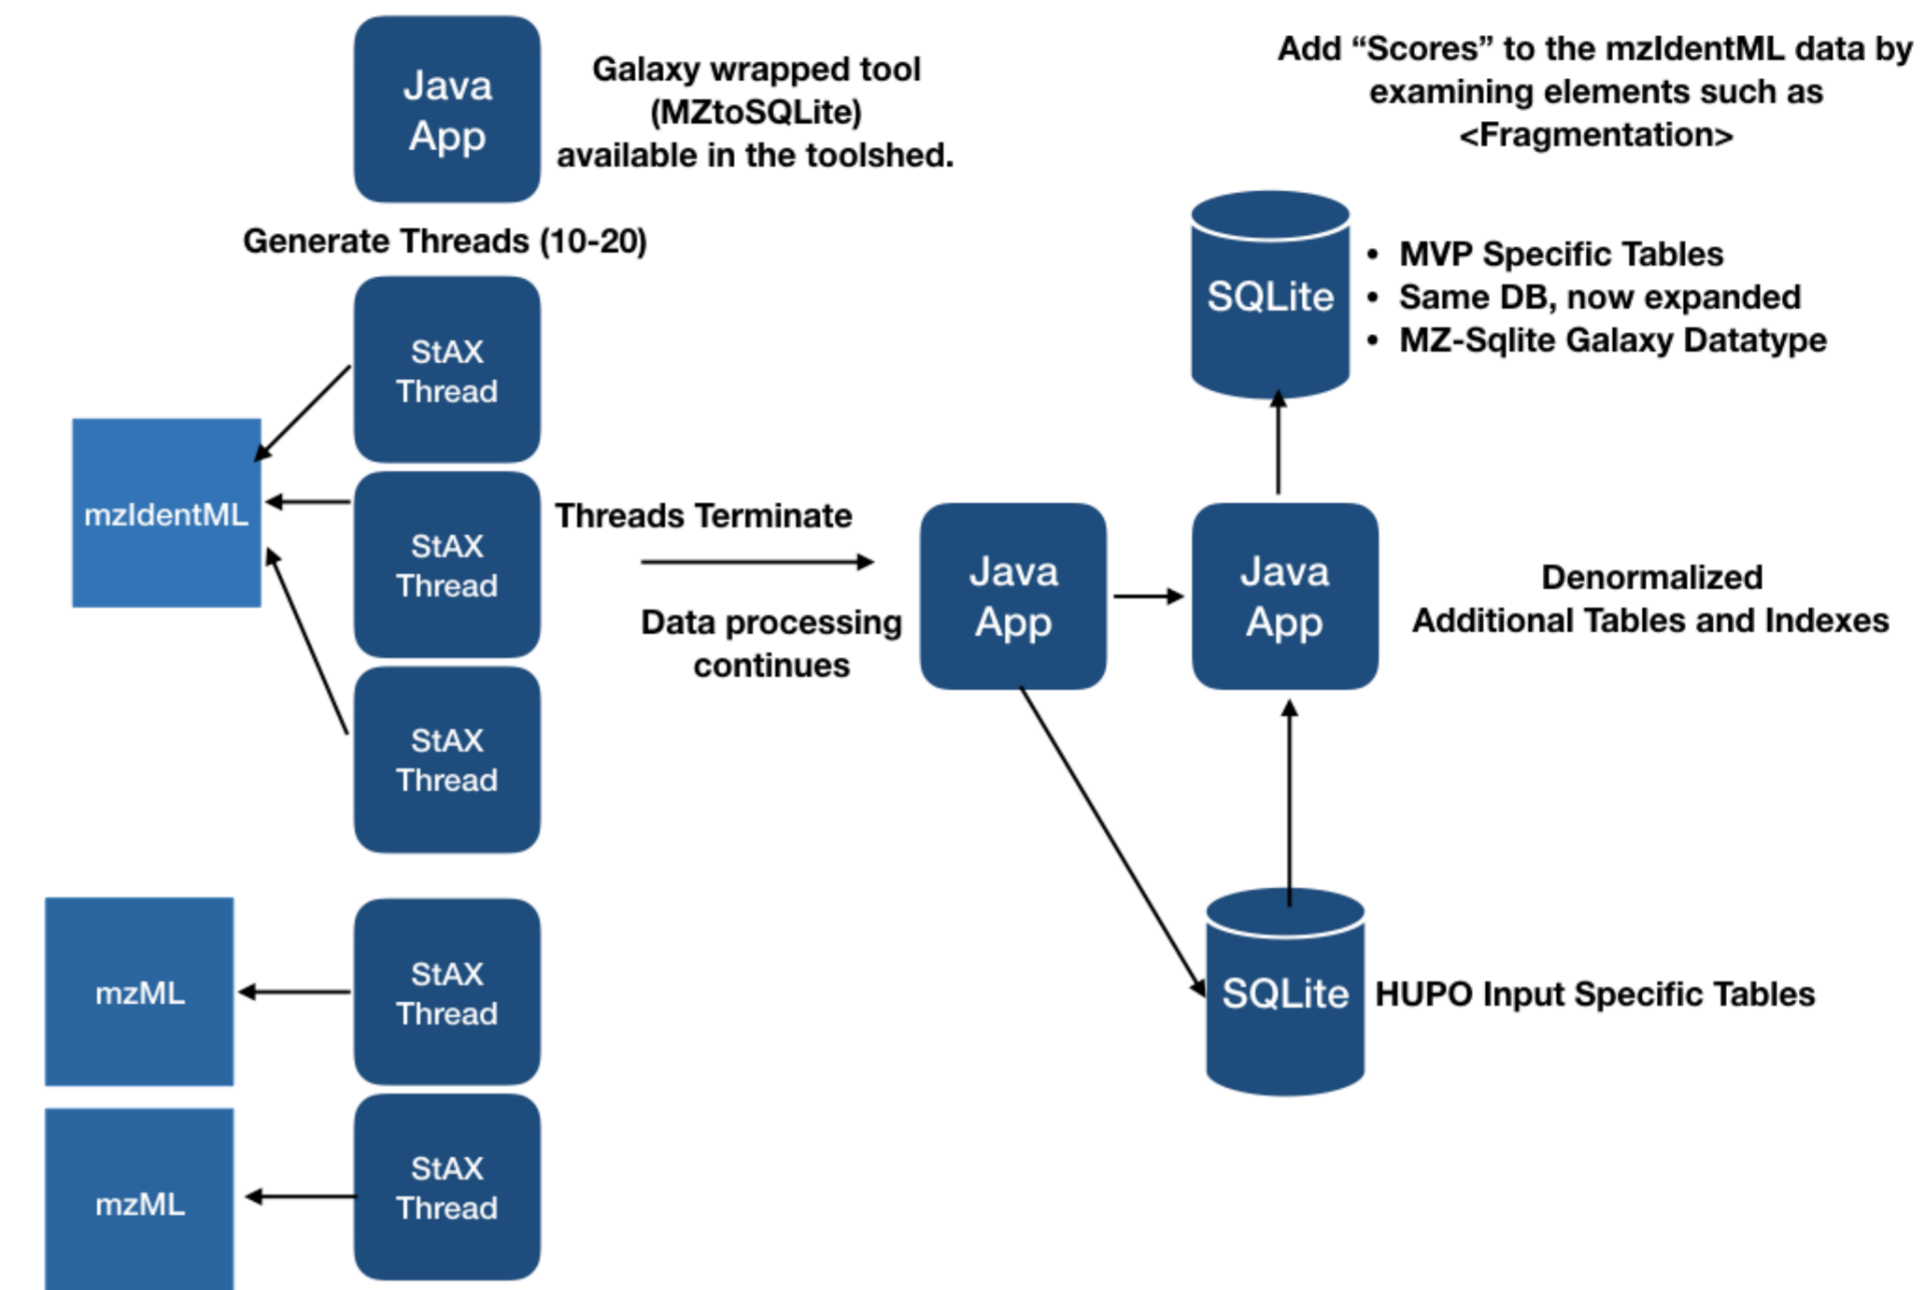 Java
App
Galaxy wrapped tool
(MZtoSQLite)
available in the toolshed.
Generate Threads (10-20)
StAX
Thread
mzIdentML
StAX
Thread
StAX
Thread
mzML
StAX
Thread
mzML
StAX
Thread
Threads Terminate
Data processing
continues
Java
App
Java
App
Denormalized
Additional Tables and Indexes
Add “Scores” to the mzIdentML data by
examining elements such as
<Fragmentation>
SQLite
• MVP Specific Tables
• Same DB, now expanded
• MZ-Sqlite Galaxy Datatype
SQLite
HUPO Input Specific Tables